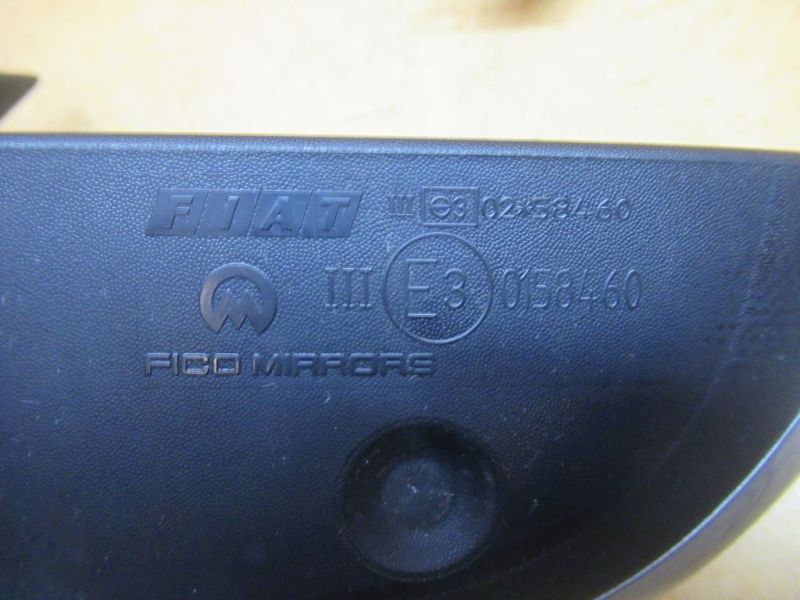 FIAT III e3 02*58460
III E3 0158460
FICO MIRRORS